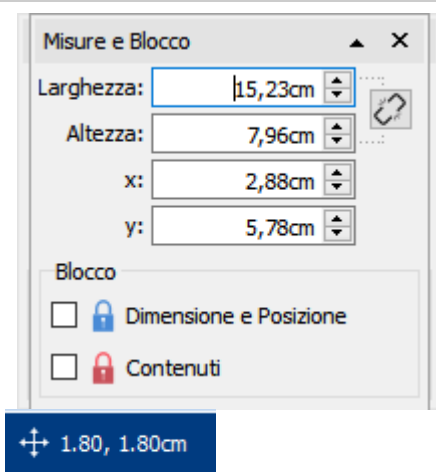 Misure e Blocco
Larghezza: 15,23cm
Altezza: 7,96cm
x: 2,88cm
y: 5,78cm
Blocco
Dimensione e Posizione
Contenuti
1.80, 1.80cm